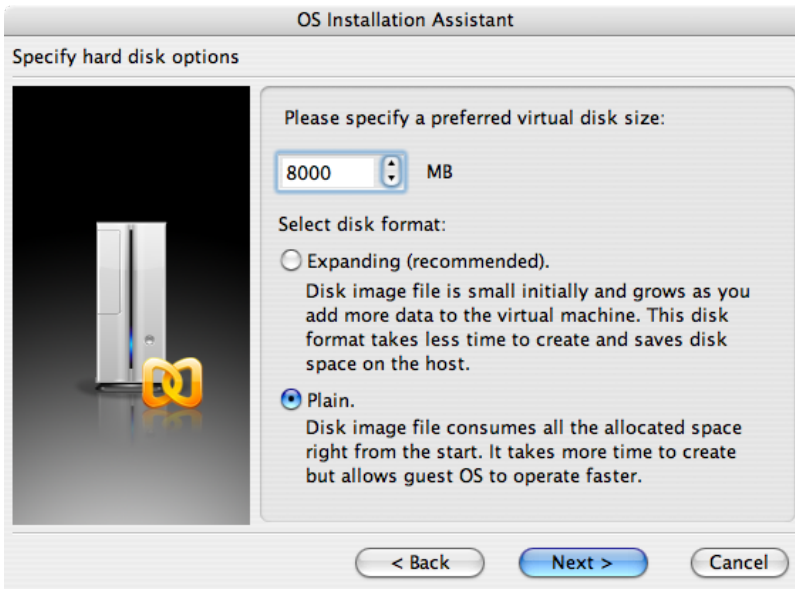 OS Installation Assistant
Specify hard disk options
Please specify a preferred virtual disk size:
8000 MB
Select disk format:
Expanding (recommended).
Disk image file is small initially and grows as you
add more data to the virtual machine. This disk
format takes less time to create and saves disk
space on the host.
Plain.
Disk image file consumes all the allocated space
right from the start. It takes more time to create
but allows guest OS to operate faster.
< Back Next > Cancel